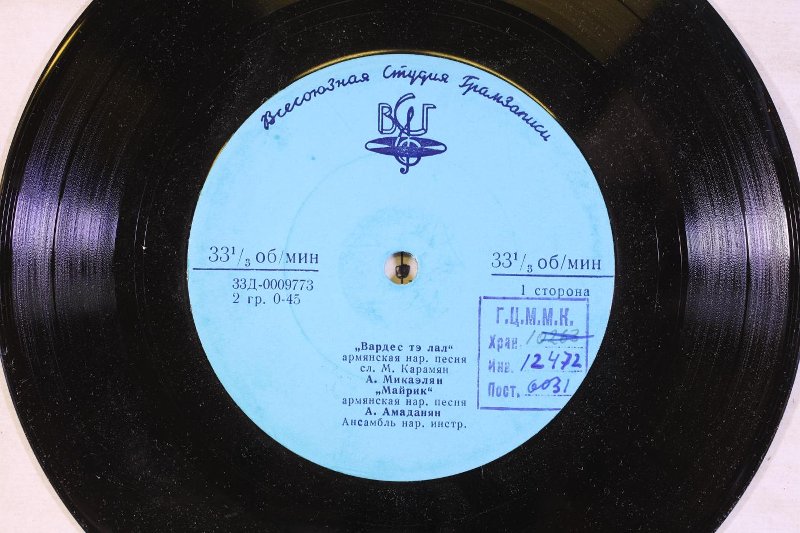 Всесоюзная Студия Грамзаписи
ВСГ
33 1/3 об/мин
33Д-0009773
2 гр. 0-45
33 1/3 об/мин
1 сторона
Г.Ц.М.М.К.
Хран. 10263
Инв. 12472
Пост. 6031
„Вардес тэ лал“
армянская нар. песня
сл. М. Карамян
А. Микаэлян
„Майрик“
армянская нар. песня
А. Амаданян
Ансамбль нар. инстр.